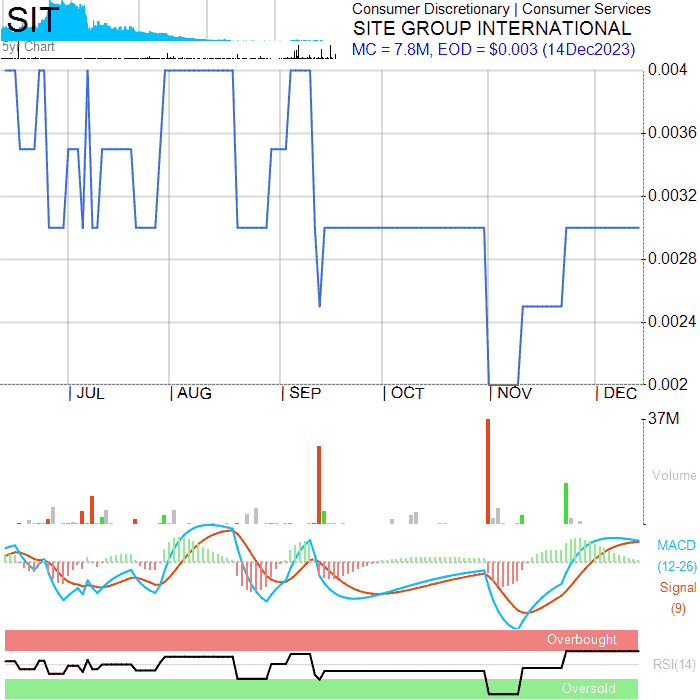 SIT
5yr Chart
Consumer Discretionary | Consumer Services
SITE GROUP INTERNATIONAL
MC = 7.8M, EOD = $0.003 (14Dec2023)
0.004
0.0036
0.0032
0.0028
0.0024
0.002
JUL AUG SEP OCT NOV DEC
37M
Volume
MACD
(12-26)
Signal
(9)
Overbought
RSI(14)
Oversold